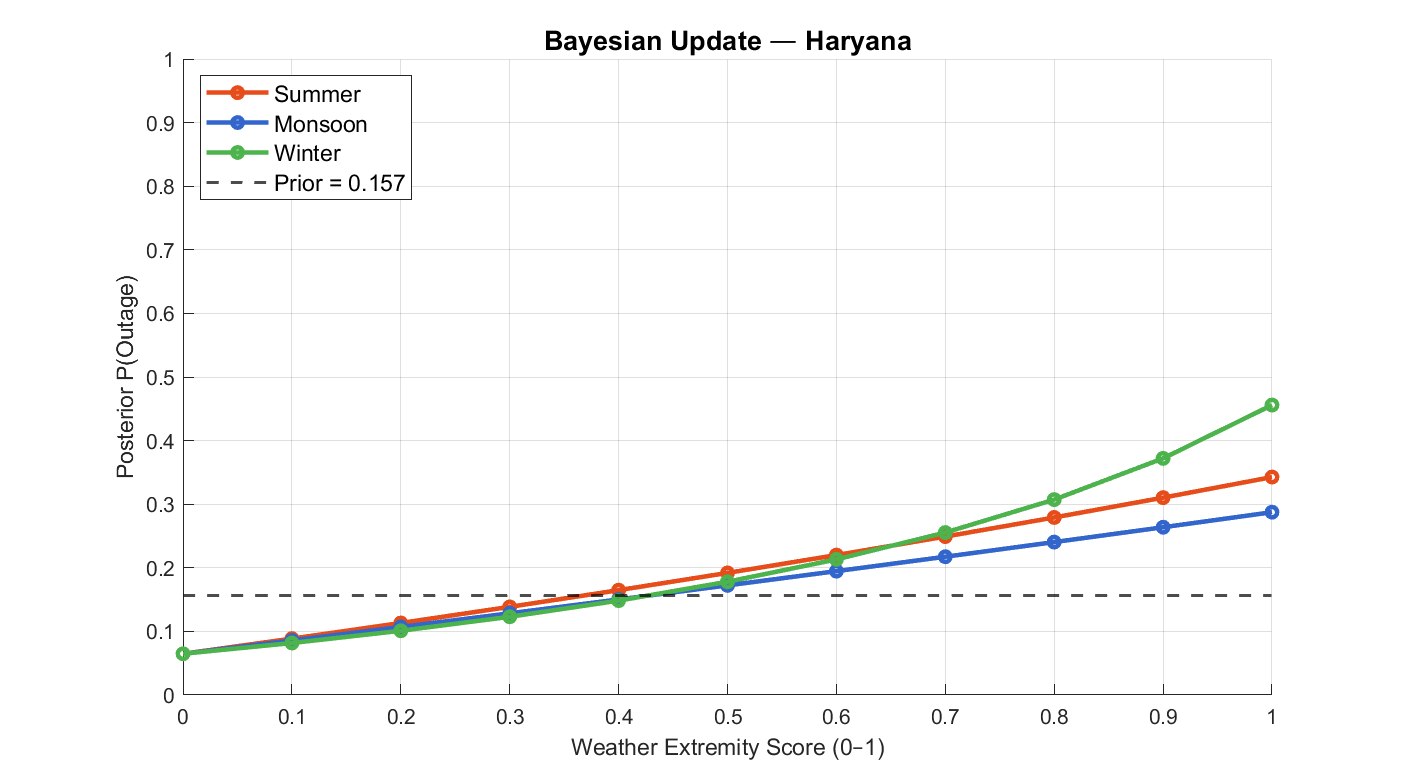 Bayesian Update — Haryana
Summer
Monsoon
Winter
Prior = 0.157
Posterior P(Outage)
1
0.9
0.8
0.7
0.6
0.5
0.4
0.3
0.2
0.1
0
0 0.1 0.2 0.3 0.4 0.5 0.6 0.7 0.8 0.9 1
Weather Extremity Score (0–1)